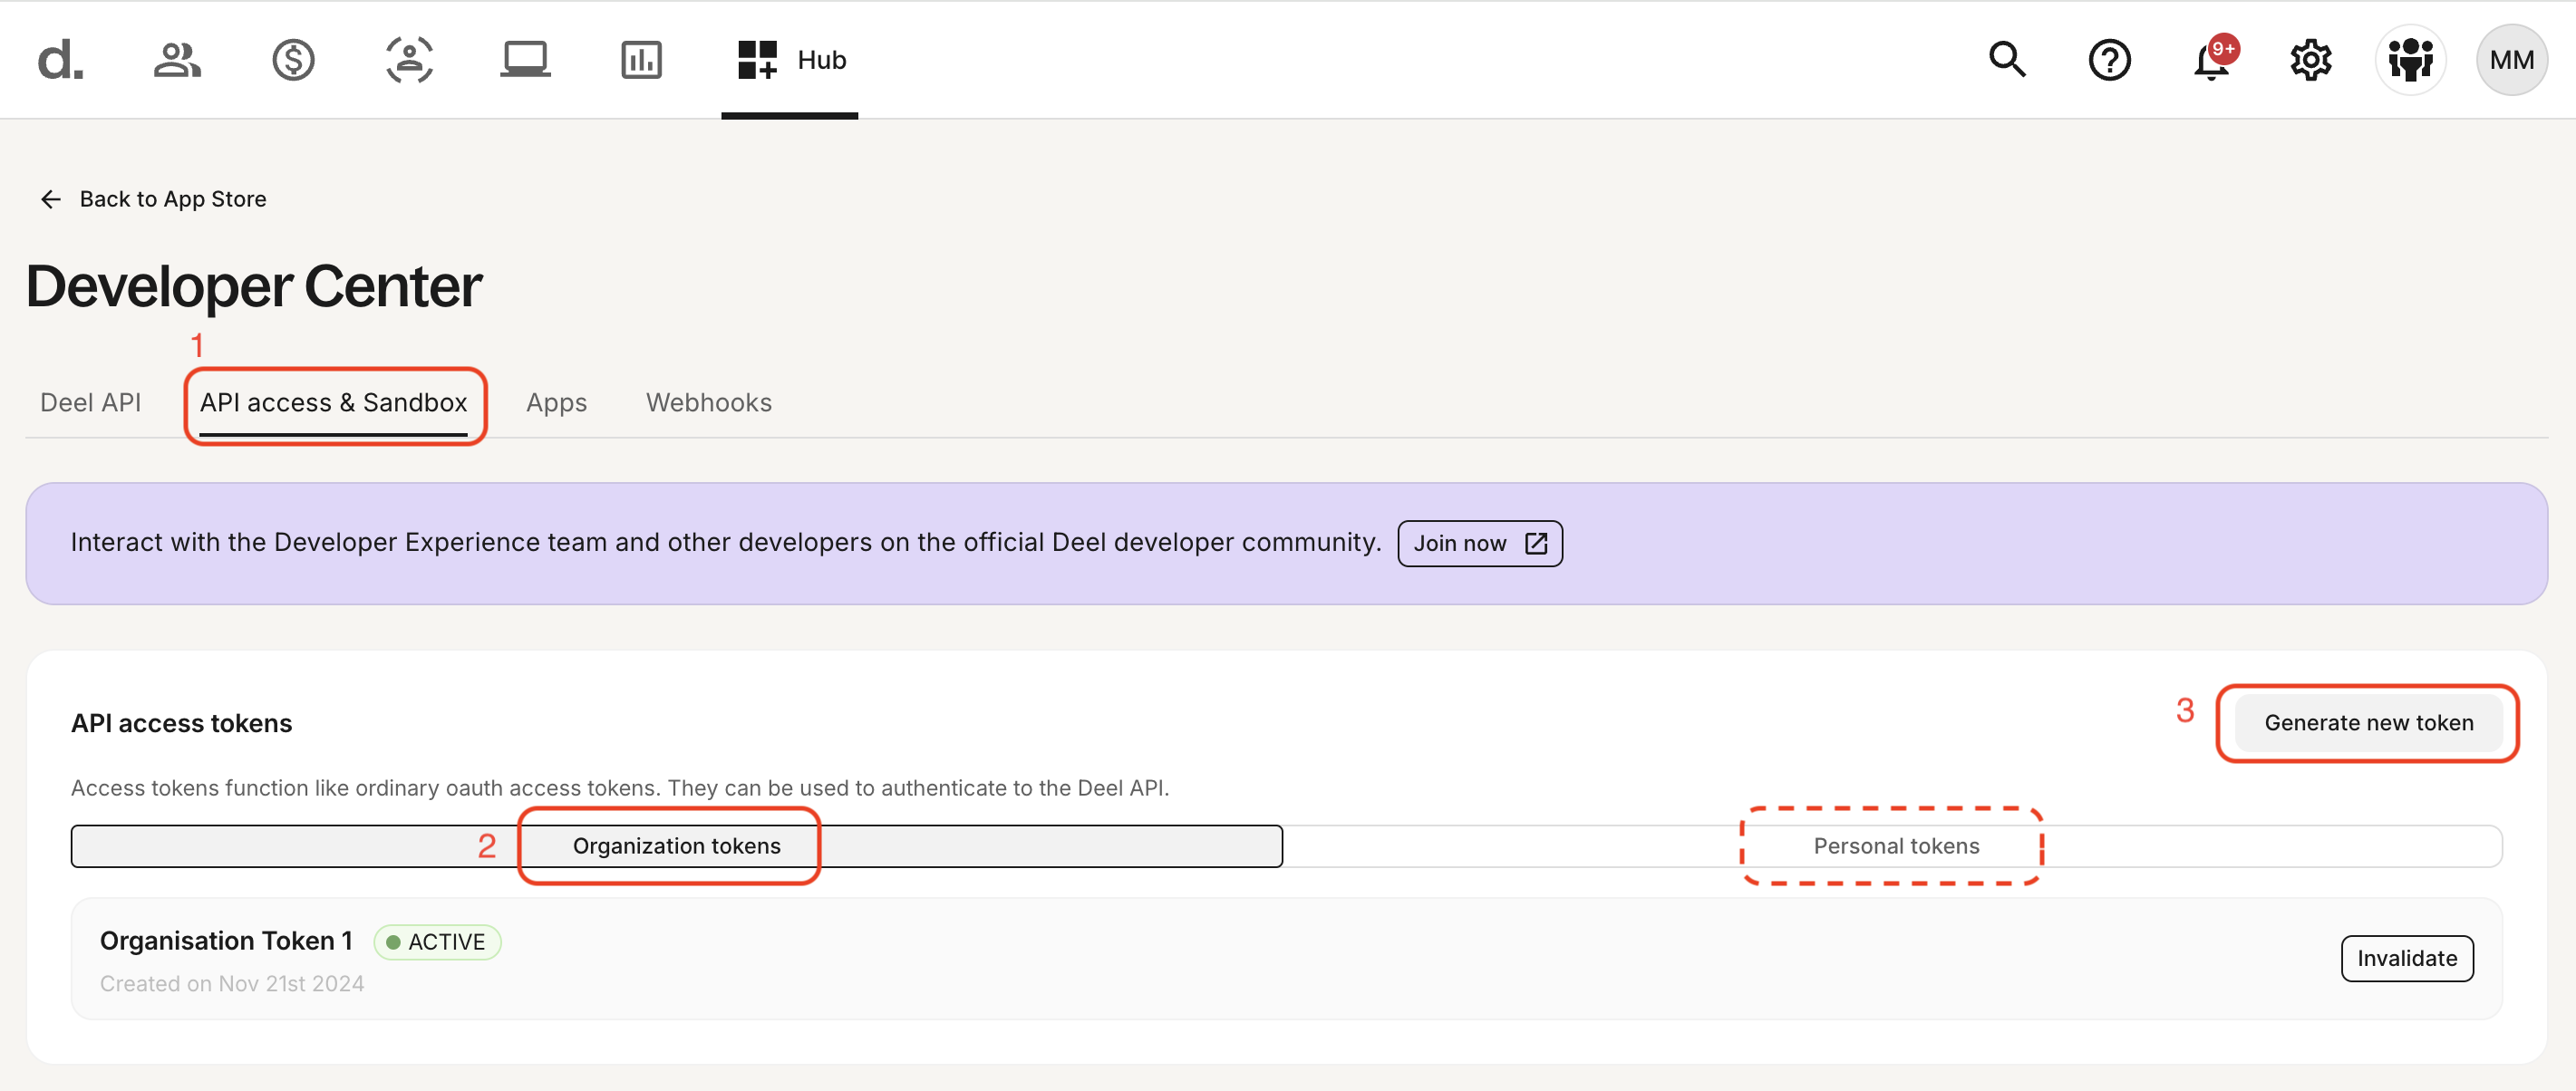 d. Hub 9+ MM
Back to App Store
Developer Center
1
Deel API API access & Sandbox Apps Webhooks
Interact with the Developer Experience team and other developers on the official Deel developer community. Join now
API access tokens 3 Generate new token
Access tokens function like ordinary oauth access tokens. They can be used to authenticate to the Deel API.
2 Organization tokens Personal tokens
Organisation Token 1 ACTIVE
Invalidate
Created on Nov 21st 2024